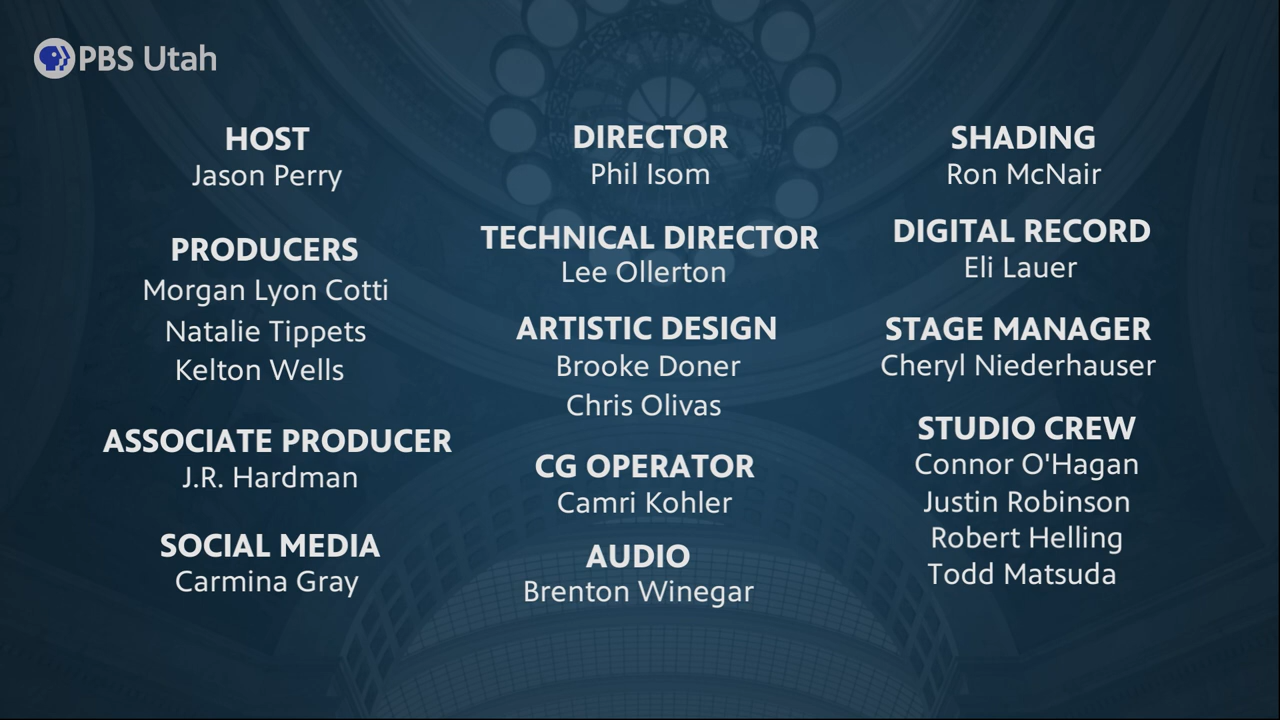 PBS Utah
HOST
Jason Perry
PRODUCERS
Morgan Lyon Cotti
Natalie Tippets
Kelton Wells
ASSOCIATE PRODUCER
J.R. Hardman
SOCIAL MEDIA
Carmina Gray
DIRECTOR
Phil Isom
TECHNICAL DIRECTOR
Lee Ollerton
ARTISTIC DESIGN
Brooke Doner
Chris Olivas
CG OPERATOR
Camri Kohler
AUDIO
Brenton Winegar
SHADING
Ron McNair
DIGITAL RECORD
Eli Lauer
STAGE MANAGER
Cheryl Niederhauser
STUDIO CREW
Connor O'Hagan
Justin Robinson
Robert Helling
Todd Matsuda